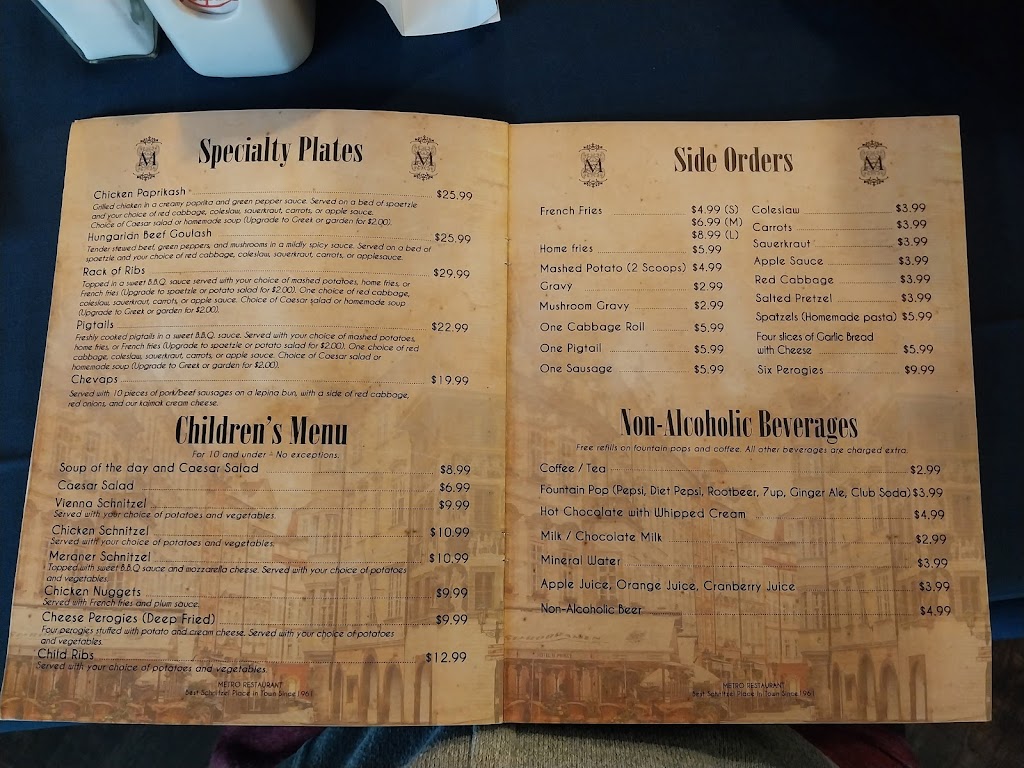 M
M
Specialty Plates
Chicken Paprikash $25.99
Grilled chicken in a creamy paprika and green pepper sauce. Served on a bed of spaetzle
and your choice of red cabbage, coleslaw, sauerkraut, carrots, or apple sauce.
Choice of Caesar salad or homemade soup (Upgrade to Greek or garden for $2.00).
Hungarian Beef Goulash $25.99
Tender stewed beef, green peppers, and mushrooms in a mildly spicy sauce. Served on a bed of
spaetzle and your choice of red cabbage, coleslaw, sauerkraut, carrots, or applesauce.
Rack of Ribs $29.99
Topped in a sweet B.B.Q. sauce served with your choice of mashed potatoes, home fries, or
French fries (Upgrade to spaetzle or potato salad for $2.00). One choice of red cabbage,
coleslaw, sauerkraut, carrots, or apple sauce. Choice of Caesar salad or homemade soup
(Upgrade to Greek or garden for $2.00).
Pigtails $22.99
Freshly cooked pigtails in a sweet B.B.Q. sauce. Served with your choice of mashed potatoes,
home fries, or French fries (Upgrade to spaetzle or potato salad for $2.00). One choice of red
cabbage, coleslaw, sauerkraut, carrots, or apple sauce. Choice of Caesar salad or
homemade soup (Upgrade to Greek or garden for $2.00).
Chevaps $19.99
Served with 10 pieces of pork/beef sausages on a lepina bun, with a side of red cabbage,
red onions, and our kajmak cream cheese.
Children's Menu
For 10 and under - No exceptions.
Soup of the day and Caesar Salad $8.99
Caesar Salad $6.99
Vienna Schnitzel $9.99
Served with your choice of potatoes and vegetables.
Chicken Schnitzel $10.99
Served with your choice of potatoes and vegetables.
Meraner Schnitzel $10.99
Topped with sweet B.B.Q sauce and mozzarella cheese. Served with your choice of potatoes
and vegetables.
Chicken Nuggets $9.99
Served with French fries and plum sauce.
Cheese Perogies (Deep Fried) $9.99
Four perogies stuffed with potato and cream cheese. Served with your choice of potatoes
and vegetables.
Child Ribs $12.99
Served with your choice of potatoes and vegetables.
METRO RESTAURANT
Best Schnitzel Place in Town Since 1961
M
M
Side Orders
French Fries $4.99 (S)
$6.99 (M)
$8.99 (L)
Home fries $5.99
Mashed Potato (2 Scoops) $4.99
Gravy $2.99
Mushroom Gravy $2.99
One Cabbage Roll $5.99
One Pigtail $5.99
One Sausage $5.99
Coleslaw $3.99
Carrots $3.99
Sauerkraut $3.99
Apple Sauce $3.99
Red Cabbage $3.99
Salted Pretzel $3.99
Spatzels (Homemade pasta) $5.99
Four slices of Garlic Bread
with Cheese $5.99
Six Perogies $9.99
Non-Alcoholic Beverages
Free refills on fountain pops and coffee. All other beverages are charged extra.
Coffee / Tea $2.99
Fountain Pop (Pepsi, Diet Pepsi, Rootbeer, 7up, Ginger Ale, Club Soda) $3.99
Hot Chocolate with Whipped Cream $4.99
Milk / Chocolate Milk $2.99
Mineral Water $3.99
Apple Juice, Orange Juice, Cranberry Juice $3.99
Non-Alcoholic Beer $4.99
METRO RESTAURANT
Best Schnitzel Place in Town Since 1961